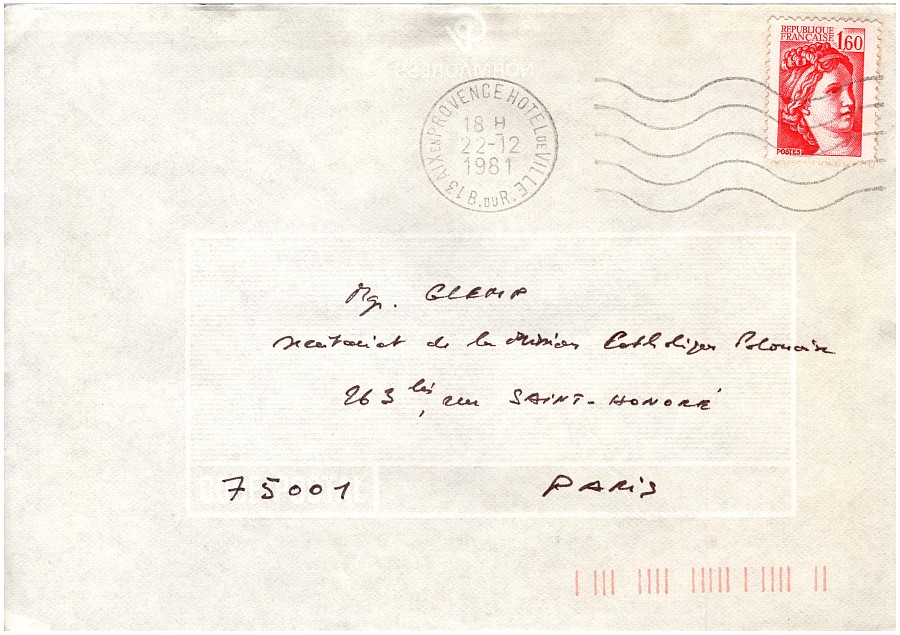 REPUBLIQUE
FRANÇAISE 1,60
POSTES
13 AIX EN PROVENCE HOTEL DE VILLE B. DU R.
18 H
22-12
1981
Mgr. GLEMP
secretariat de la Mission Catholique Polonaise
263 bis, rue SAINT-HONORÉ
75001 PARIS